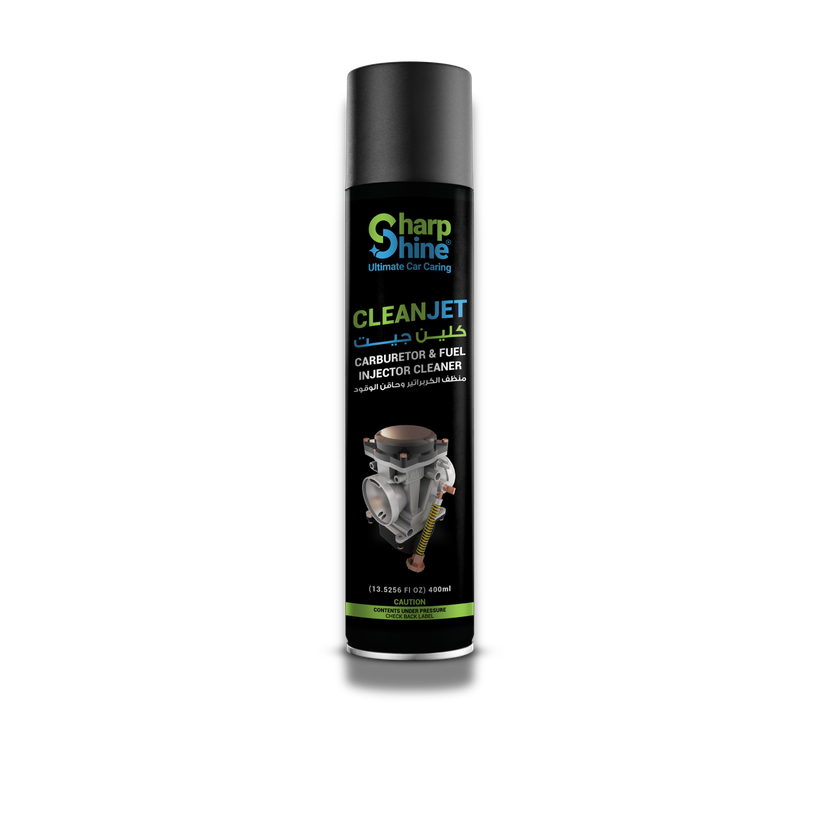 Sharp
Shine®
Ultimate Car Caring
CLEANJET
كلين جيت
CARBURETOR & FUEL
INJECTOR CLEANER
منظف الكربراتير وحاقن الوقود
(13.5256 Fl OZ) 400ml
CAUTION
CONTENTS UNDER PRESSURE
CHECK BACK LABEL